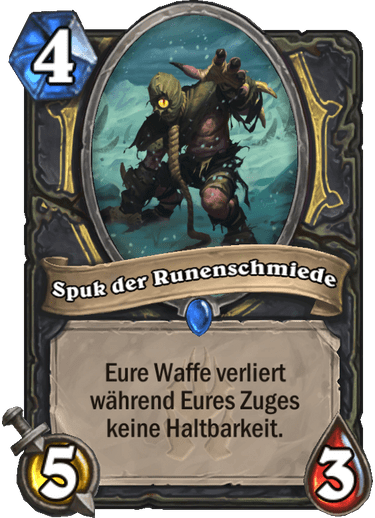 4
Spuk der Runenschmiede
Eure Waffe verliert
während Eures Zuges
keine Haltbarkeit.
5
3